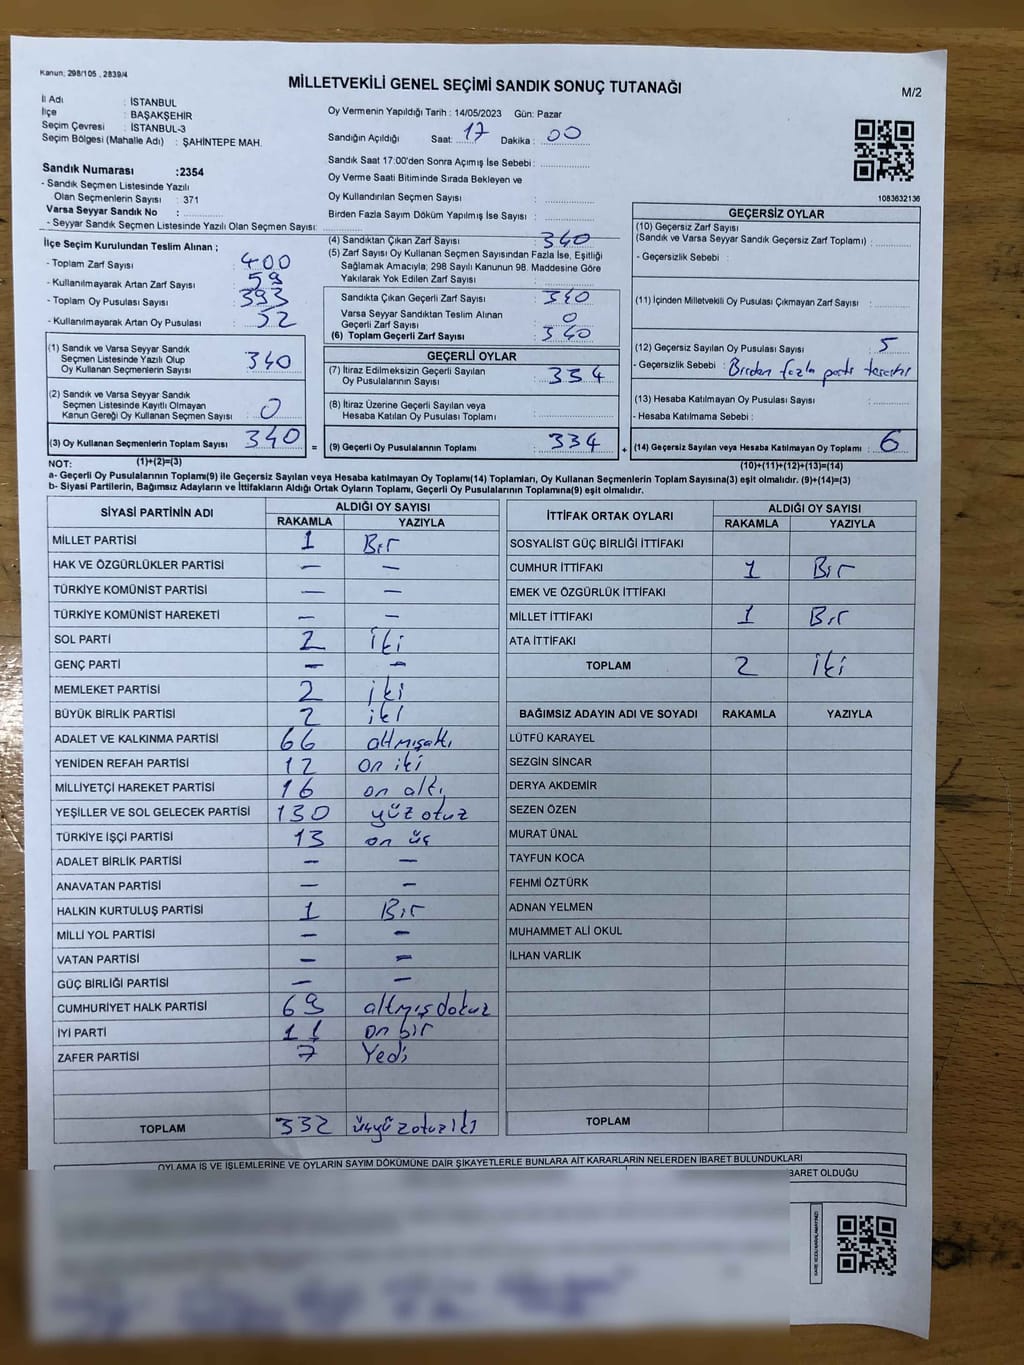 Kanun; 298/105 , 2839/4
MİLLETVEKİLİ GENEL SEÇİMİ SANDIK SONUÇ TUTANAĞI
M/2
İl Adı : İSTANBUL
İlçe : BAŞAKŞEHİR
Seçim Çevresi : İSTANBUL-3
Seçim Bölgesi (Mahalle Adı) : ŞAHİNTEPE MAH.
Oy Vermenin Yapıldığı Tarih : 14/05/2023 Gün: Pazar
Sandığın Açıldığı Saat: 17 Dakika : 00
Sandık Saat 17:00'den Sonra Açımış İse Sebebi :
Oy Verme Saati Bitiminde Sırada Bekleyen ve
Oy Kullandırılan Seçmen Sayısı :
Birden Fazla Sayım Döküm Yapılmış İse Sayısı :
1083632136
Sandık Numarası :2354
- Sandık Seçmen Listesinde Yazılı
Olan Seçmenlerin Sayısı : 371
Varsa Seyyar Sandık No :
- Seyyar Sandık Seçmen Listesinde Yazılı Olan Seçmen Sayısı:
İlçe Seçim Kurulundan Teslim Alınan ;
- Toplam Zarf Sayısı : 400
- Kullanılmayarak Artan Zarf Sayısı : 59
- Toplam Oy Pusulası Sayısı : 393
- Kullanılmayarak Artan Oy Pusulası : 52
(4) Sandıktan Çıkan Zarf Sayısı : 340
(5) Zarf Sayısı Oy Kullanan Seçmen Sayısından Fazla İse, Eşitliği
Sağlamak Amacıyla; 298 Sayılı Kanunun 98. Maddesine Göre
Yakılarak Yok Edilen Zarf Sayısı :
Sandıkta Çıkan Geçerli Zarf Sayısı : 340
Varsa Seyyar Sandıktan Teslim Alınan
Geçerli Zarf Sayısı : 0
(6) Toplam Geçerli Zarf Sayısı : 340
GEÇERSİZ OYLAR
(10) Geçersiz Zarf Sayısı
(Sandık ve Varsa Seyyar Sandık Geçersiz Zarf Toplamı) :
- Geçersizlik Sebebi :
(11) İçinden Milletvekili Oy Pusulası Çıkmayan Zarf Sayısı :
(12) Geçersiz Sayılan Oy Pusulası Sayısı : 5
- Geçersizlik Sebebi : Birden fazla parti tercihi
(13) Hesaba Katılmayan Oy Pusulası Sayısı :
- Hesaba Katılmama Sebebi :
(14) Geçersiz Sayılan veya Hesaba Katılmayan Oy Toplamı : 6
(10)+(11)+(12)+(13)=(14)
(1) Sandık ve Varsa Seyyar Sandık
Seçmen Listesinde Yazılı Olup
Oy Kullanan Seçmenlerin Sayısı : 340
(2) Sandık ve Varsa Seyyar Sandık
Seçmen Listesinde Kayıtlı Olmayan
Kanun Gereği Oy Kullanan Seçmen Sayısı : 0
(3) Oy Kullanan Seçmenlerin Toplam Sayısı : 340 =
(1)+(2)=(3)
GEÇERLİ OYLAR
(7) İtiraz Edilmeksizin Geçerli Sayılan
Oy Pusulalarının Sayısı : 334
(8) İtiraz Üzerine Geçerli Sayılan veya
Hesaba Katılan Oy Pusulası Toplamı :
(9) Geçerli Oy Pusulalarının Toplamı : 334 +
NOT:
a- Geçerli Oy Pusulalarının Toplamı(9) ile Geçersiz Sayılan veya Hesaba katılmayan Oy Toplamı(14) Toplamları, Oy Kullanan Seçmenlerin Toplam Sayısına(3) eşit olmalıdır. (9)+(14)=(3)
b- Siyasi Partilerin, Bağımsız Adayların ve İttifakların Aldığı Ortak Oyların Toplamı, Geçerli Oy Pusulalarının Toplamına(9) eşit olmalıdır.
SİYASİ PARTİNİN ADI ALDIĞI OY SAYISI
RAKAMLA YAZIYLA
MİLLET PARTİSİ 1 Bir
HAK VE ÖZGÜRLÜKLER PARTİSİ — —
TÜRKİYE KOMÜNİST PARTİSİ — —
TÜRKİYE KOMÜNİST HAREKETİ — —
SOL PARTİ 2 iki
GENÇ PARTİ — —
MEMLEKET PARTİSİ 2 iki
BÜYÜK BİRLİK PARTİSİ 2 iki
ADALET VE KALKINMA PARTİSİ 66 altmışaltı
YENİDEN REFAH PARTİSİ 12 on iki
MİLLİYETÇİ HAREKET PARTİSİ 16 on altı
YEŞİLLER VE SOL GELECEK PARTİSİ 130 yüz otuz
TÜRKİYE İŞÇİ PARTİSİ 13 on üç
ADALET BİRLİK PARTİSİ — —
ANAVATAN PARTİSİ — —
HALKIN KURTULUŞ PARTİSİ 1 Bir
MİLLİ YOL PARTİSİ — —
VATAN PARTİSİ — —
GÜÇ BİRLİĞİ PARTİSİ — —
CUMHURİYET HALK PARTİSİ 69 altmışdokuz
İYİ PARTİ 11 on bir
ZAFER PARTİSİ 7 Yedi
TOPLAM 332 üçyüzotuziki
İTTİFAK ORTAK OYLARI ALDIĞI OY SAYISI
RAKAMLA YAZIYLA
SOSYALİST GÜÇ BİRLİĞİ İTTİFAKI
CUMHUR İTTİFAKI 1 Bir
EMEK VE ÖZGÜRLÜK İTTİFAKI
MİLLET İTTİFAKI 1 Bir
ATA İTTİFAKI
TOPLAM 2 iki
BAĞIMSIZ ADAYIN ADI VE SOYADI RAKAMLA YAZIYLA
LÜTFÜ KARAYEL
SEZGİN SİNCAR
DERYA AKDEMİR
SEZEN ÖZEN
MURAT ÜNAL
TAYFUN KOCA
FEHMİ ÖZTÜRK
ADNAN YELMEN
MUHAMMET ALİ OKUL
İLHAN VARLIK
TOPLAM
OYLAMA İŞ VE İŞLEMLERİNE VE OYLARIN SAYIM DÖKÜMÜNE DAİR ŞİKAYETLERLE BUNLARA AİT KARARLARIN NELERDEN İBARET BULUNDUKLARI
BARET OLDUĞU